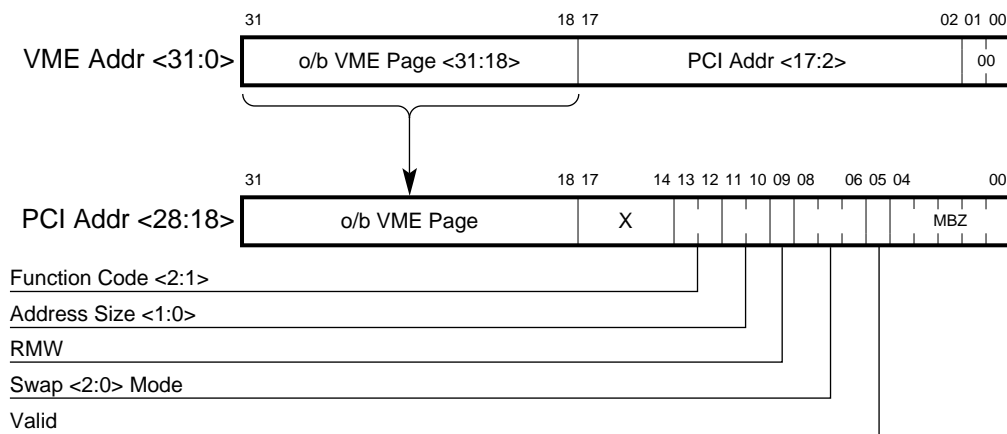 31 18 17 02 01 00
VME Addr <31:0> o/b VME Page <31:18> PCI Addr <17:2> 00
31 18 17 14 13 12 11 10 09 08 06 05 04 00
PCI Addr <28:18> o/b VME Page X MBZ
Function Code <2:1>
Address Size <1:0>
RMW
Swap <2:0> Mode
Valid